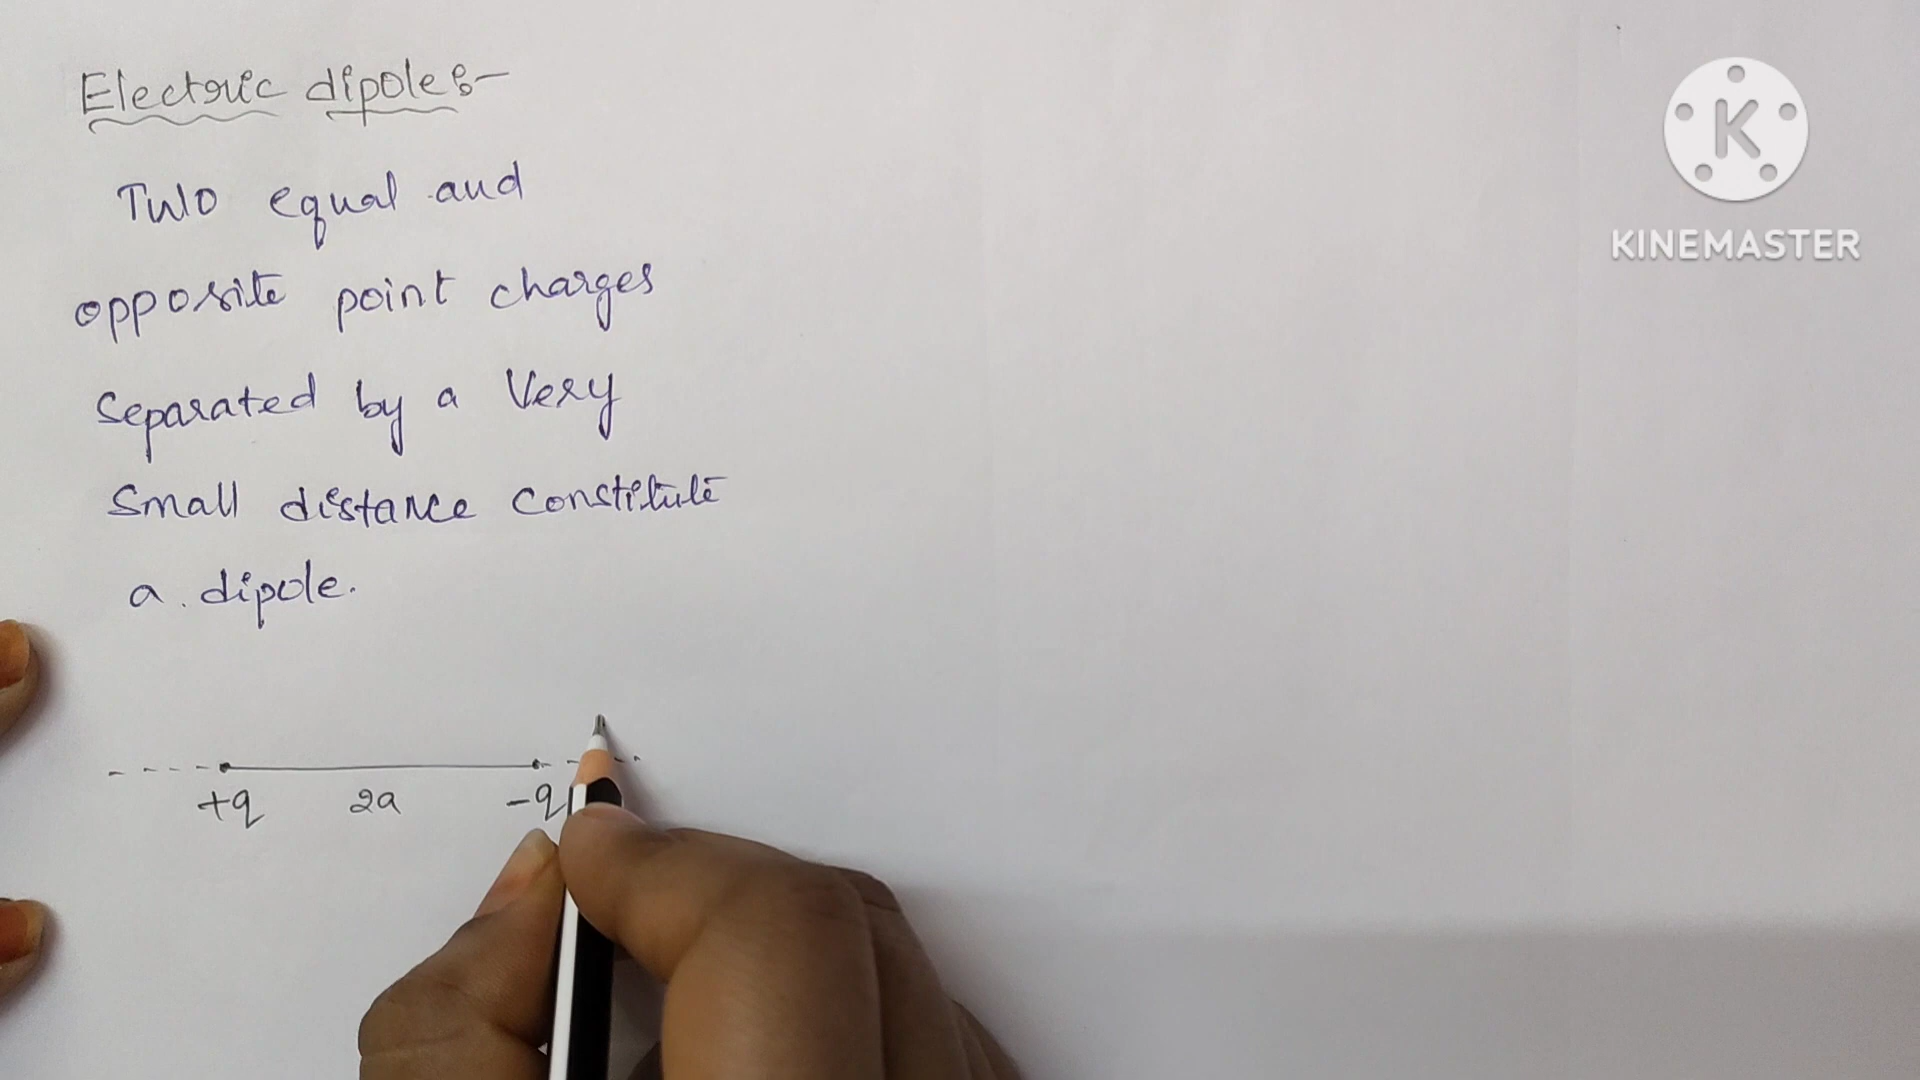 Electric dipole :-
Two equal and
opposite point charges
Separated by a Very
Small distance constitute
a dipole.
+q 2a -q
K
KINEMASTER